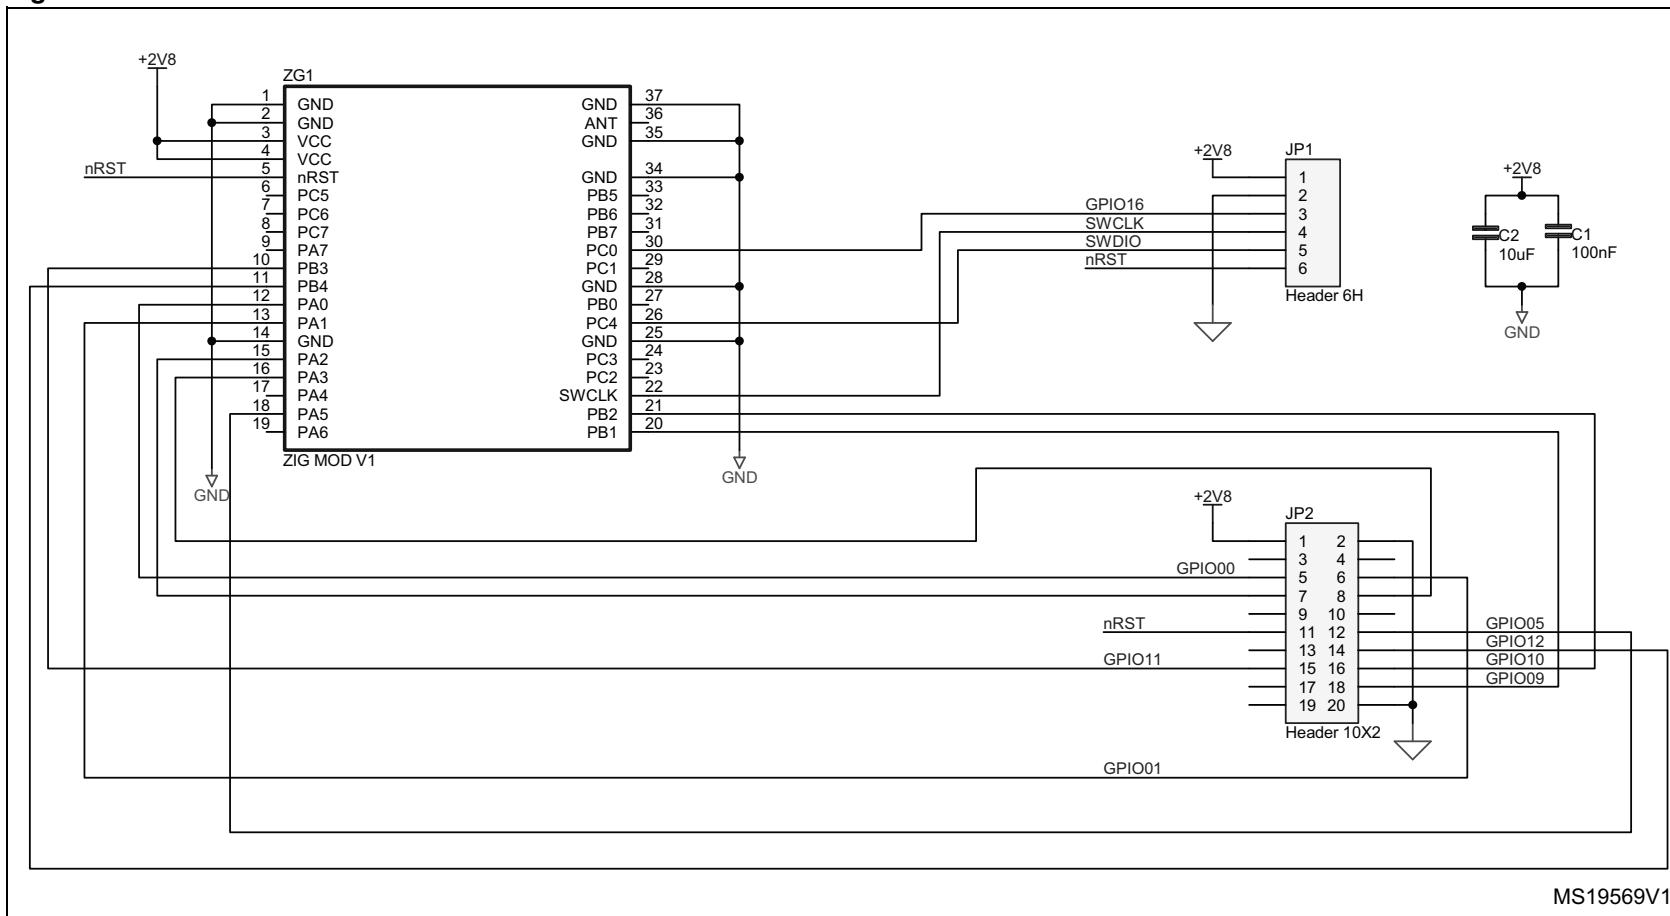 +2V8
ZG1
1 GND
2 GND
3 VCC
4 VCC
nRST 5 nRST
6 PC5
7 PC6
8 PC7
9 PA7
10 PB3
11 PB4
12 PA0
13 PA1
14 GND
15 PA2
16 PA3
17 PA4
18 PA5
19 PA6
GND 37
ANT 36
GND 35
GND 34
PB5 33
PB6 32
PB7 31
PC0 30
PC1 29
GND 28
PB0 27
PC4 26
GND 25
PC3 24
PC2 23
SWCLK 22
PB2 21
PB1 20
ZIG MOD V1
GND
GND
+2V8
JP1
1
2
GPIO16 3
SWCLK 4
SWDIO 5
nRST 6
Header 6H
+2V8
C2
10uF
C1
100nF
GND
+2V8
JP2
1 2
3 4
GPIO00 5 6
7 8
9 10
nRST 11 12 GPIO05
13 14 GPIO12
GPIO11 15 16 GPIO10
17 18 GPIO09
19 20
Header 10X2
GPIO01
MS19569V1